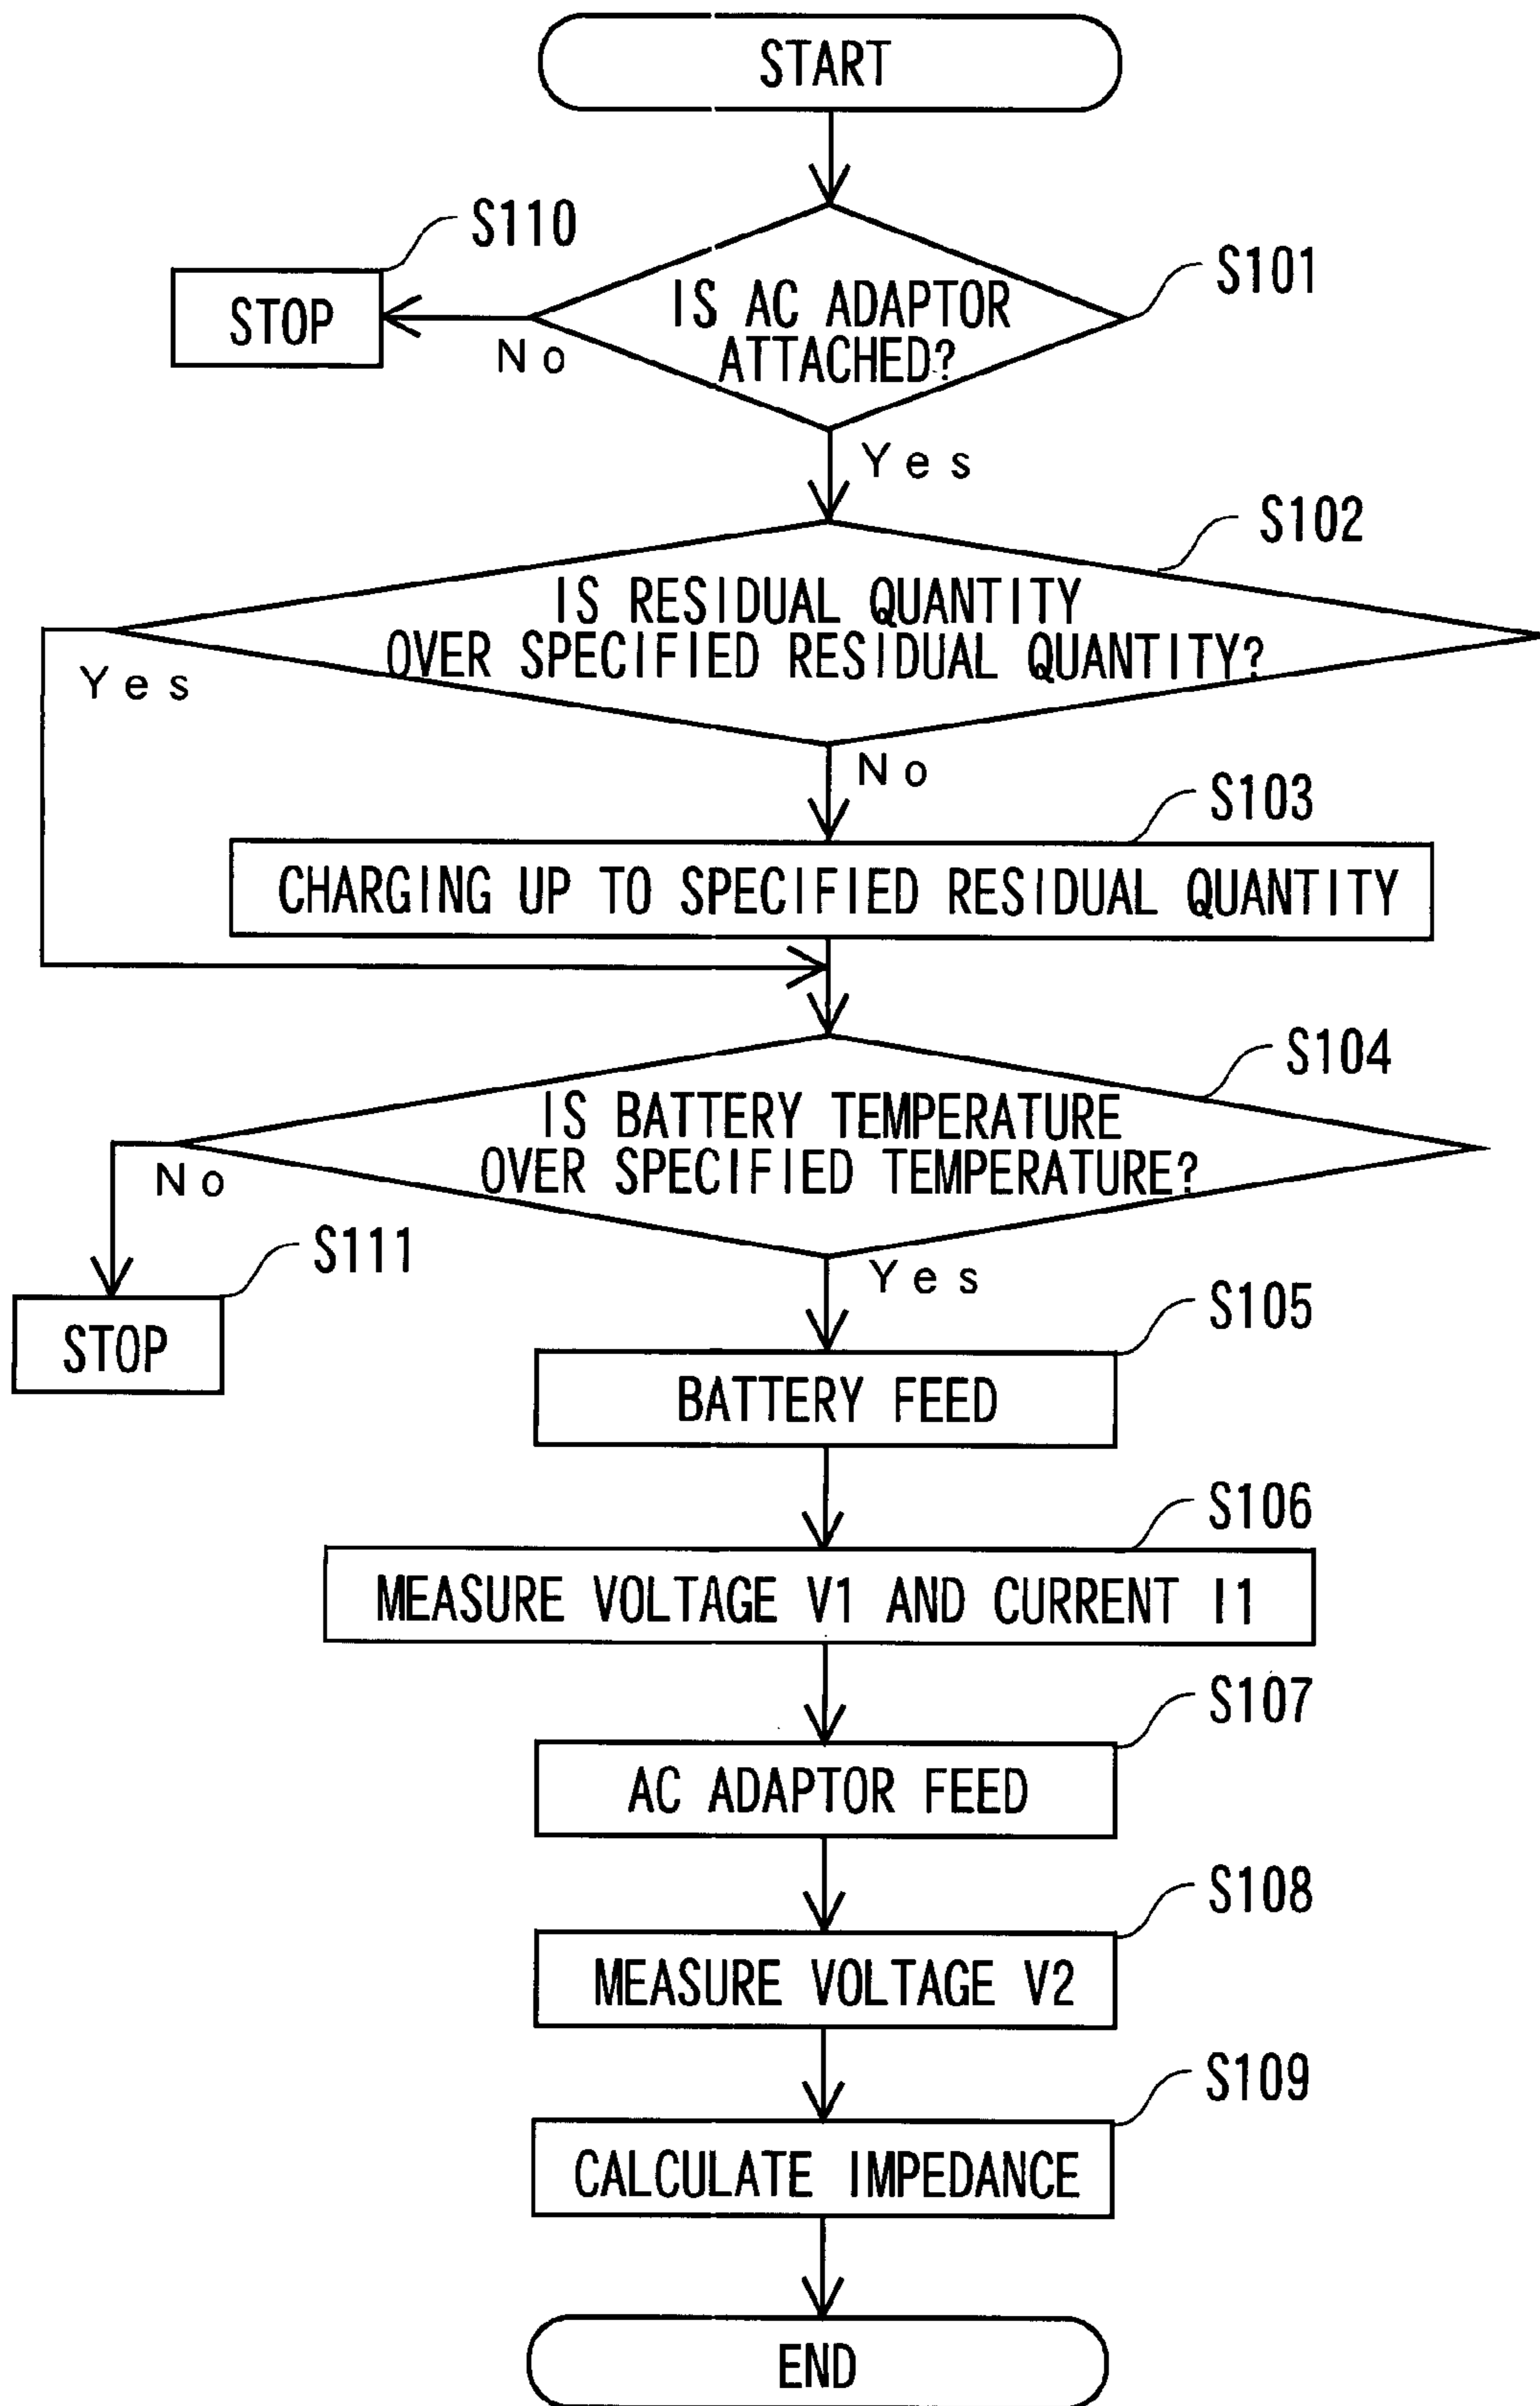 START
S110
S101
STOP
IS AC ADAPTOR
ATTACHED?
No
Yes
S102
IS RESIDUAL QUANTITY
OVER SPECIFIED RESIDUAL QUANTITY?
Yes
No
S103
CHARGING UP TO SPECIFIED RESIDUAL QUANTITY
S104
IS BATTERY TEMPERATURE
OVER SPECIFIED TEMPERATURE?
No
S111
Yes
S105
STOP
BATTERY FEED
S106
MEASURE VOLTAGE V1 AND CURRENT I1
S107
AC ADAPTOR FEED
S108
MEASURE VOLTAGE V2
S109
CALCULATE IMPEDANCE
END